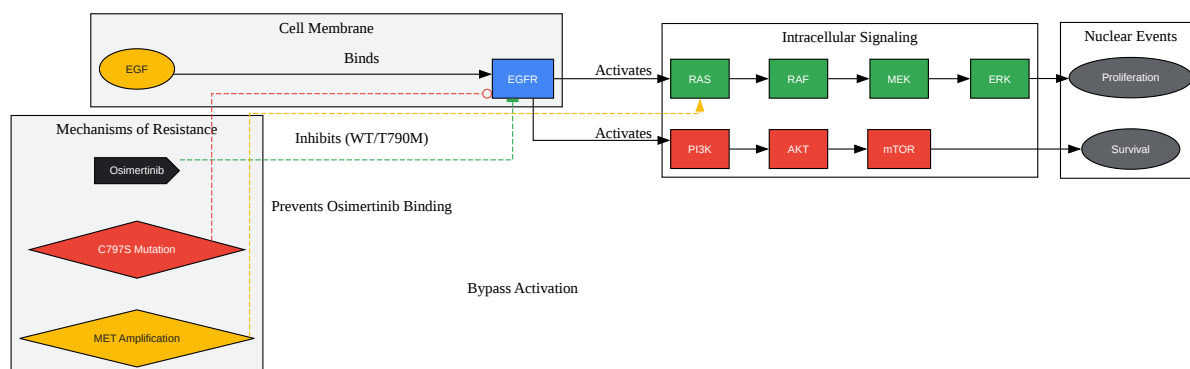 Cell Membrane
EGF
Binds
EGFR
Activates
Activates
Intracellular Signaling
RAS
RAF
MEK
ERK
PI3K
AKT
mTOR
Nuclear Events
Proliferation
Survival
Mechanisms of Resistance
Osimertinib
Inhibits (WT/T790M)
C797S Mutation
Prevents Osimertinib Binding
MET Amplification
Bypass Activation